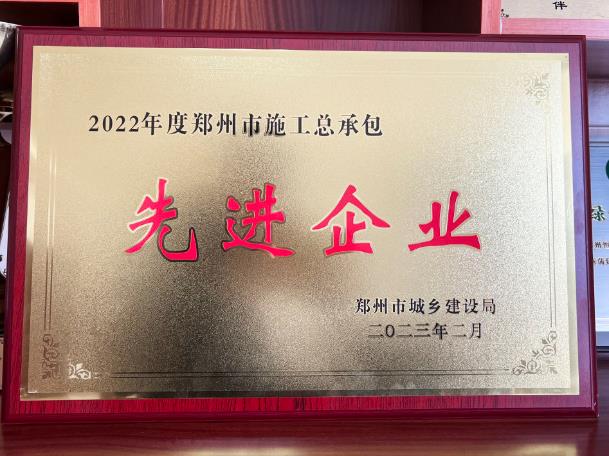 2022年度郑州市施工总承包
先进企业
郑州市城乡建设局
二〇二三年二月
伴